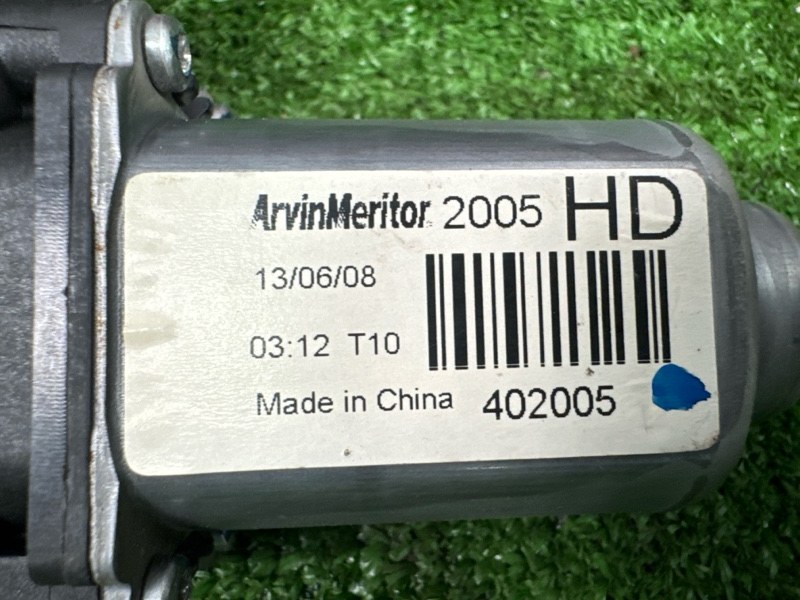 ArvinMeritor 2005 HD
13/06/08
03:12 T10
Made in China 402005